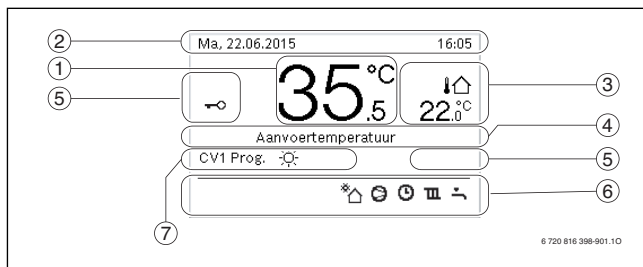 ② Ma, 22.06.2015 16:05
① 35.5 °C
③ 22.0 °C
⑤
④ Aanvoertemperatuur
⑤ CV1 Prog.
⑥
⑦
6 720 816 398-901.1O